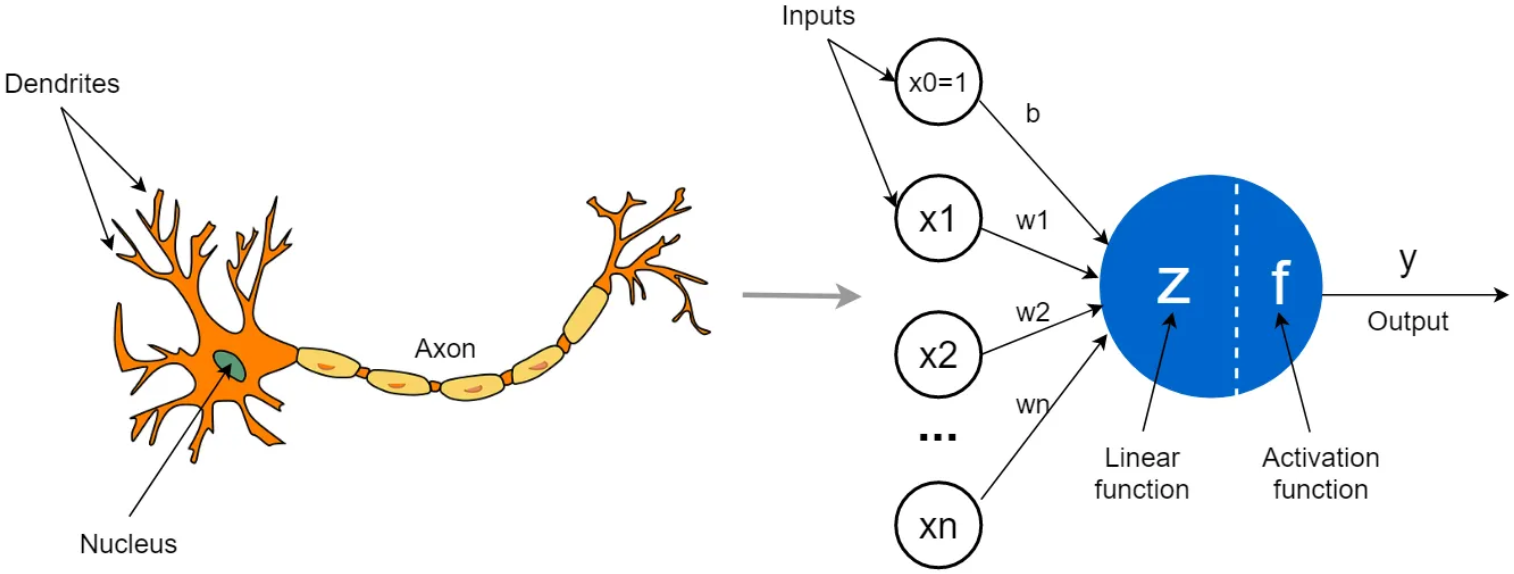 Inputs
Dendrites
x0=1
b
x1
w1
Axon
w2
x2
wn
...
xn
z
f
y
Output
Linear
function
Activation
function
Nucleus